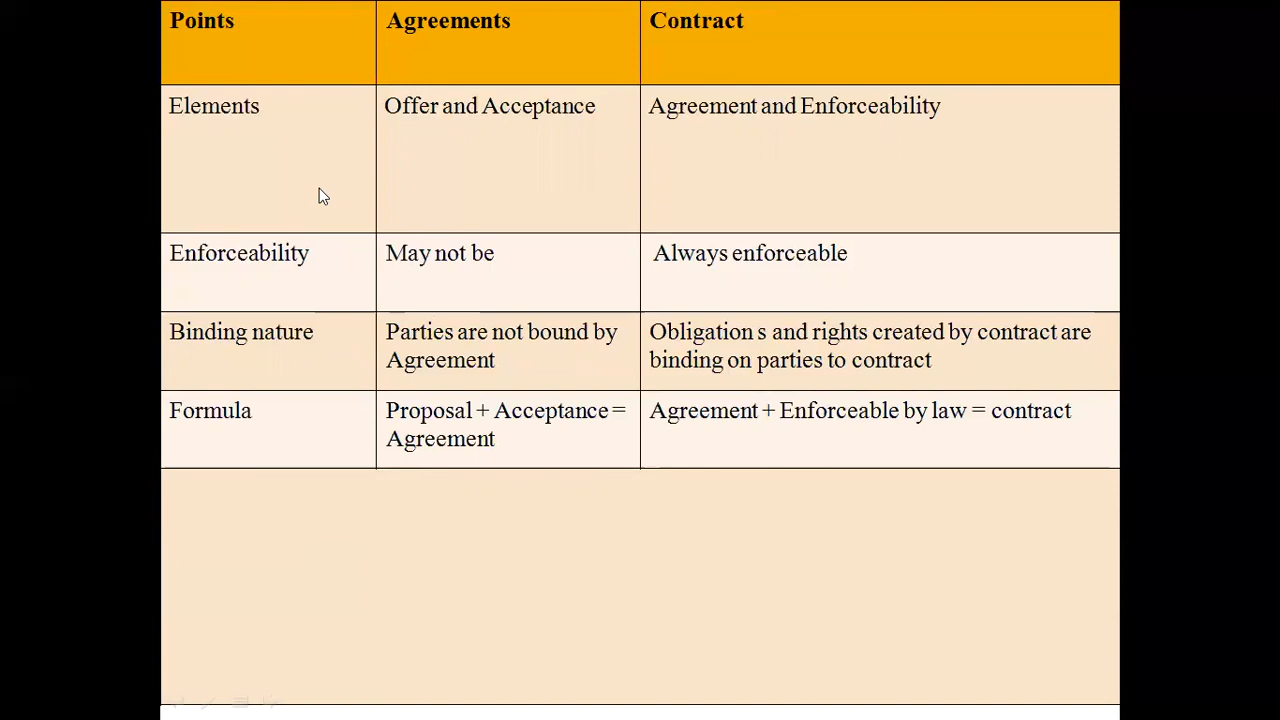 Points Agreements Contract
Elements Offer and Acceptance Agreement and Enforceability
Enforceability May not be Always enforceable
Binding nature Parties are not bound by Obligation s and rights created by contract are
Agreement binding on parties to contract
Formula Proposal + Acceptance = Agreement + Enforceable by law = contract
Agreement